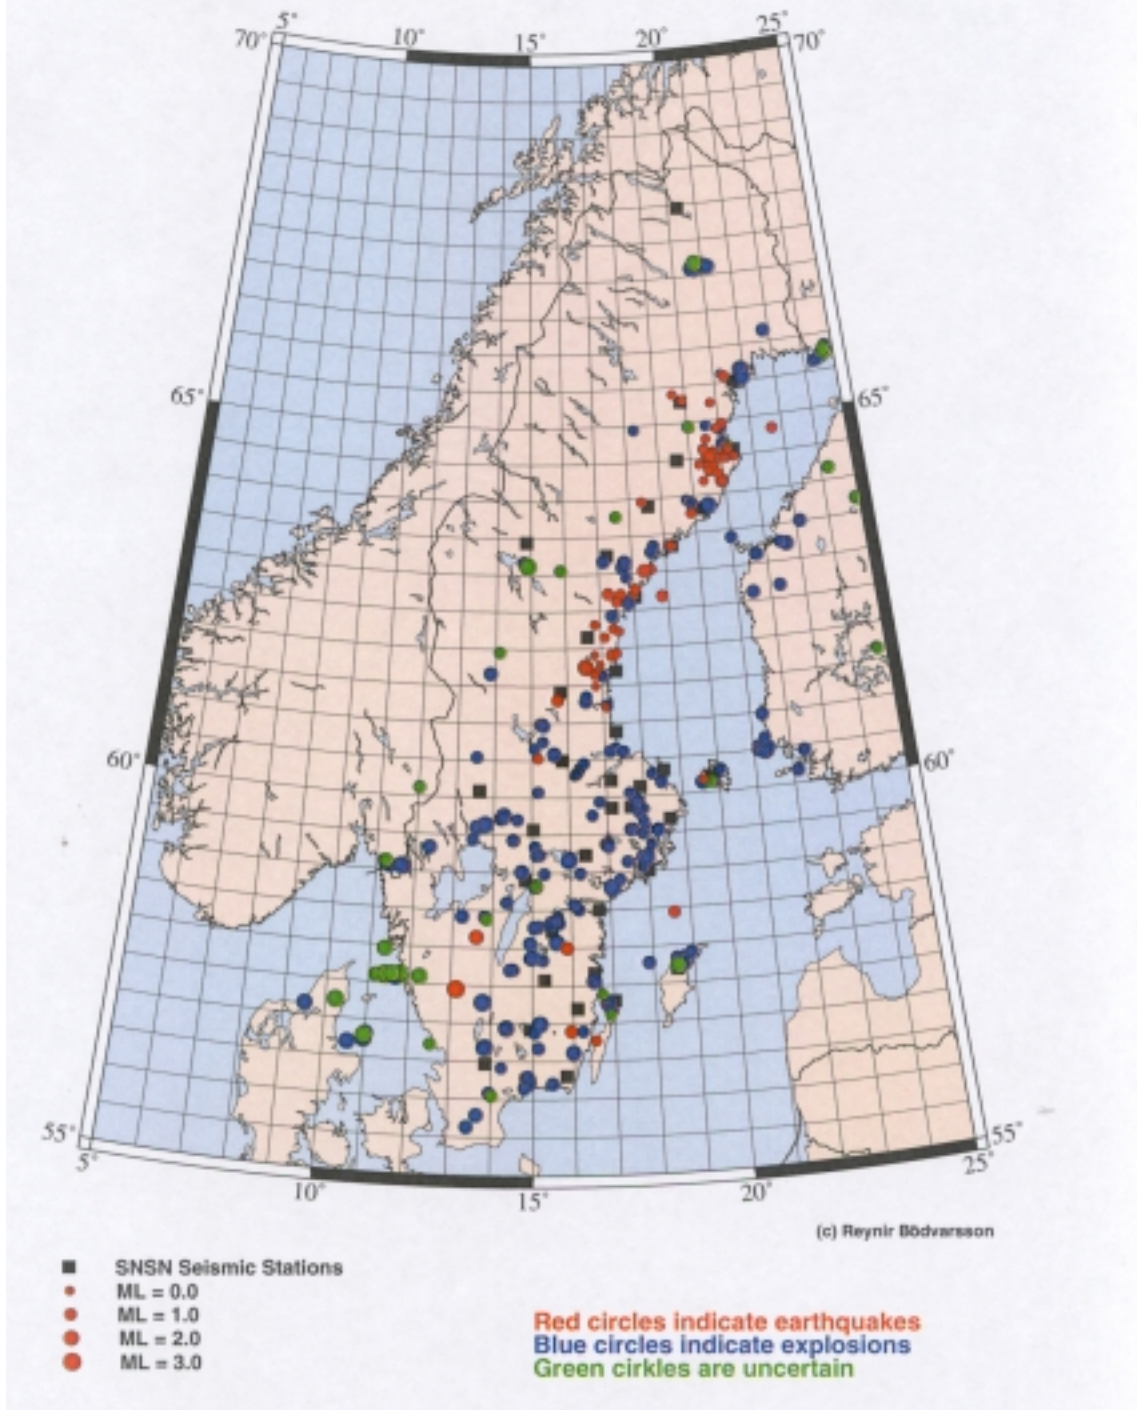 5°
10°
15°
20°
25°
70°
70°
65°
65°
60°
60°
55°
55°
5°
10°
15°
20°
25°
(c) Reynir Bödvarsson
SNSN Seismic Stations
ML = 0.0
ML = 1.0
ML = 2.0
ML = 3.0
Red circles indicate earthquakes
Blue circles indicate explosions
Green cirkles are uncertain